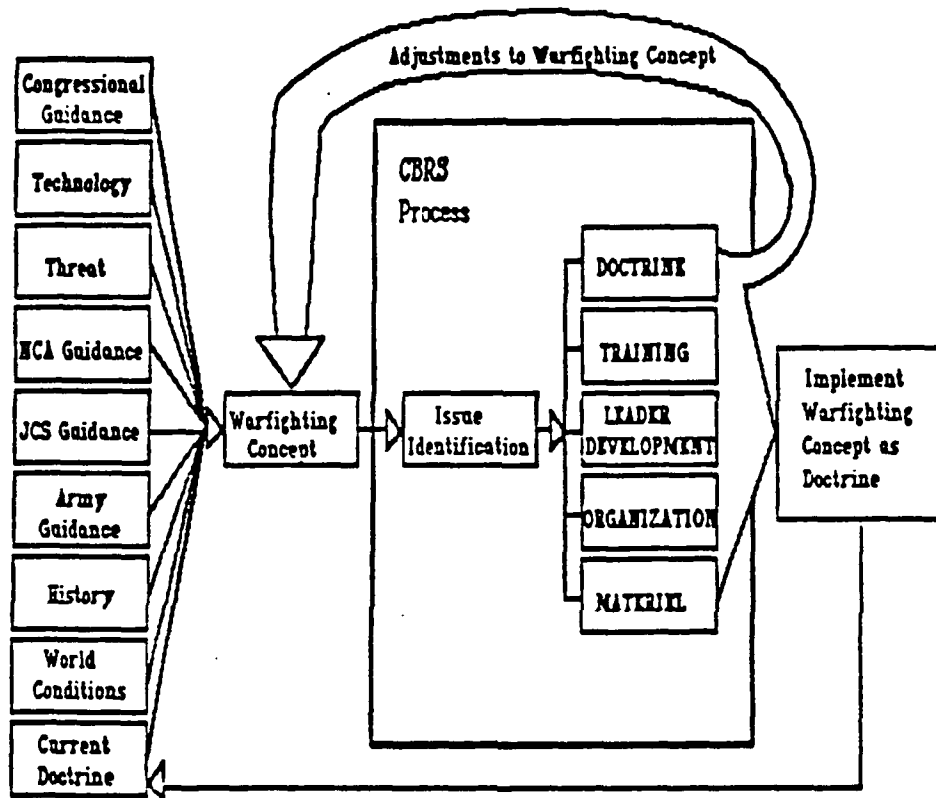 Adjustments to Warfighting Concept
Congressional
Guidance
Technology
Threat
NCA Guidance
JCS Guidance
Army
Guidance
History
World
Conditions
Current
Doctrine
Warfighting
Concept
CBRS
Process
Issue
Identification
DOCTRINE
TRAINING
LEADER
DEVELOPMENT
ORGANIZATION
MATERIEL
Implement
Warfighting
Concept as
Doctrine